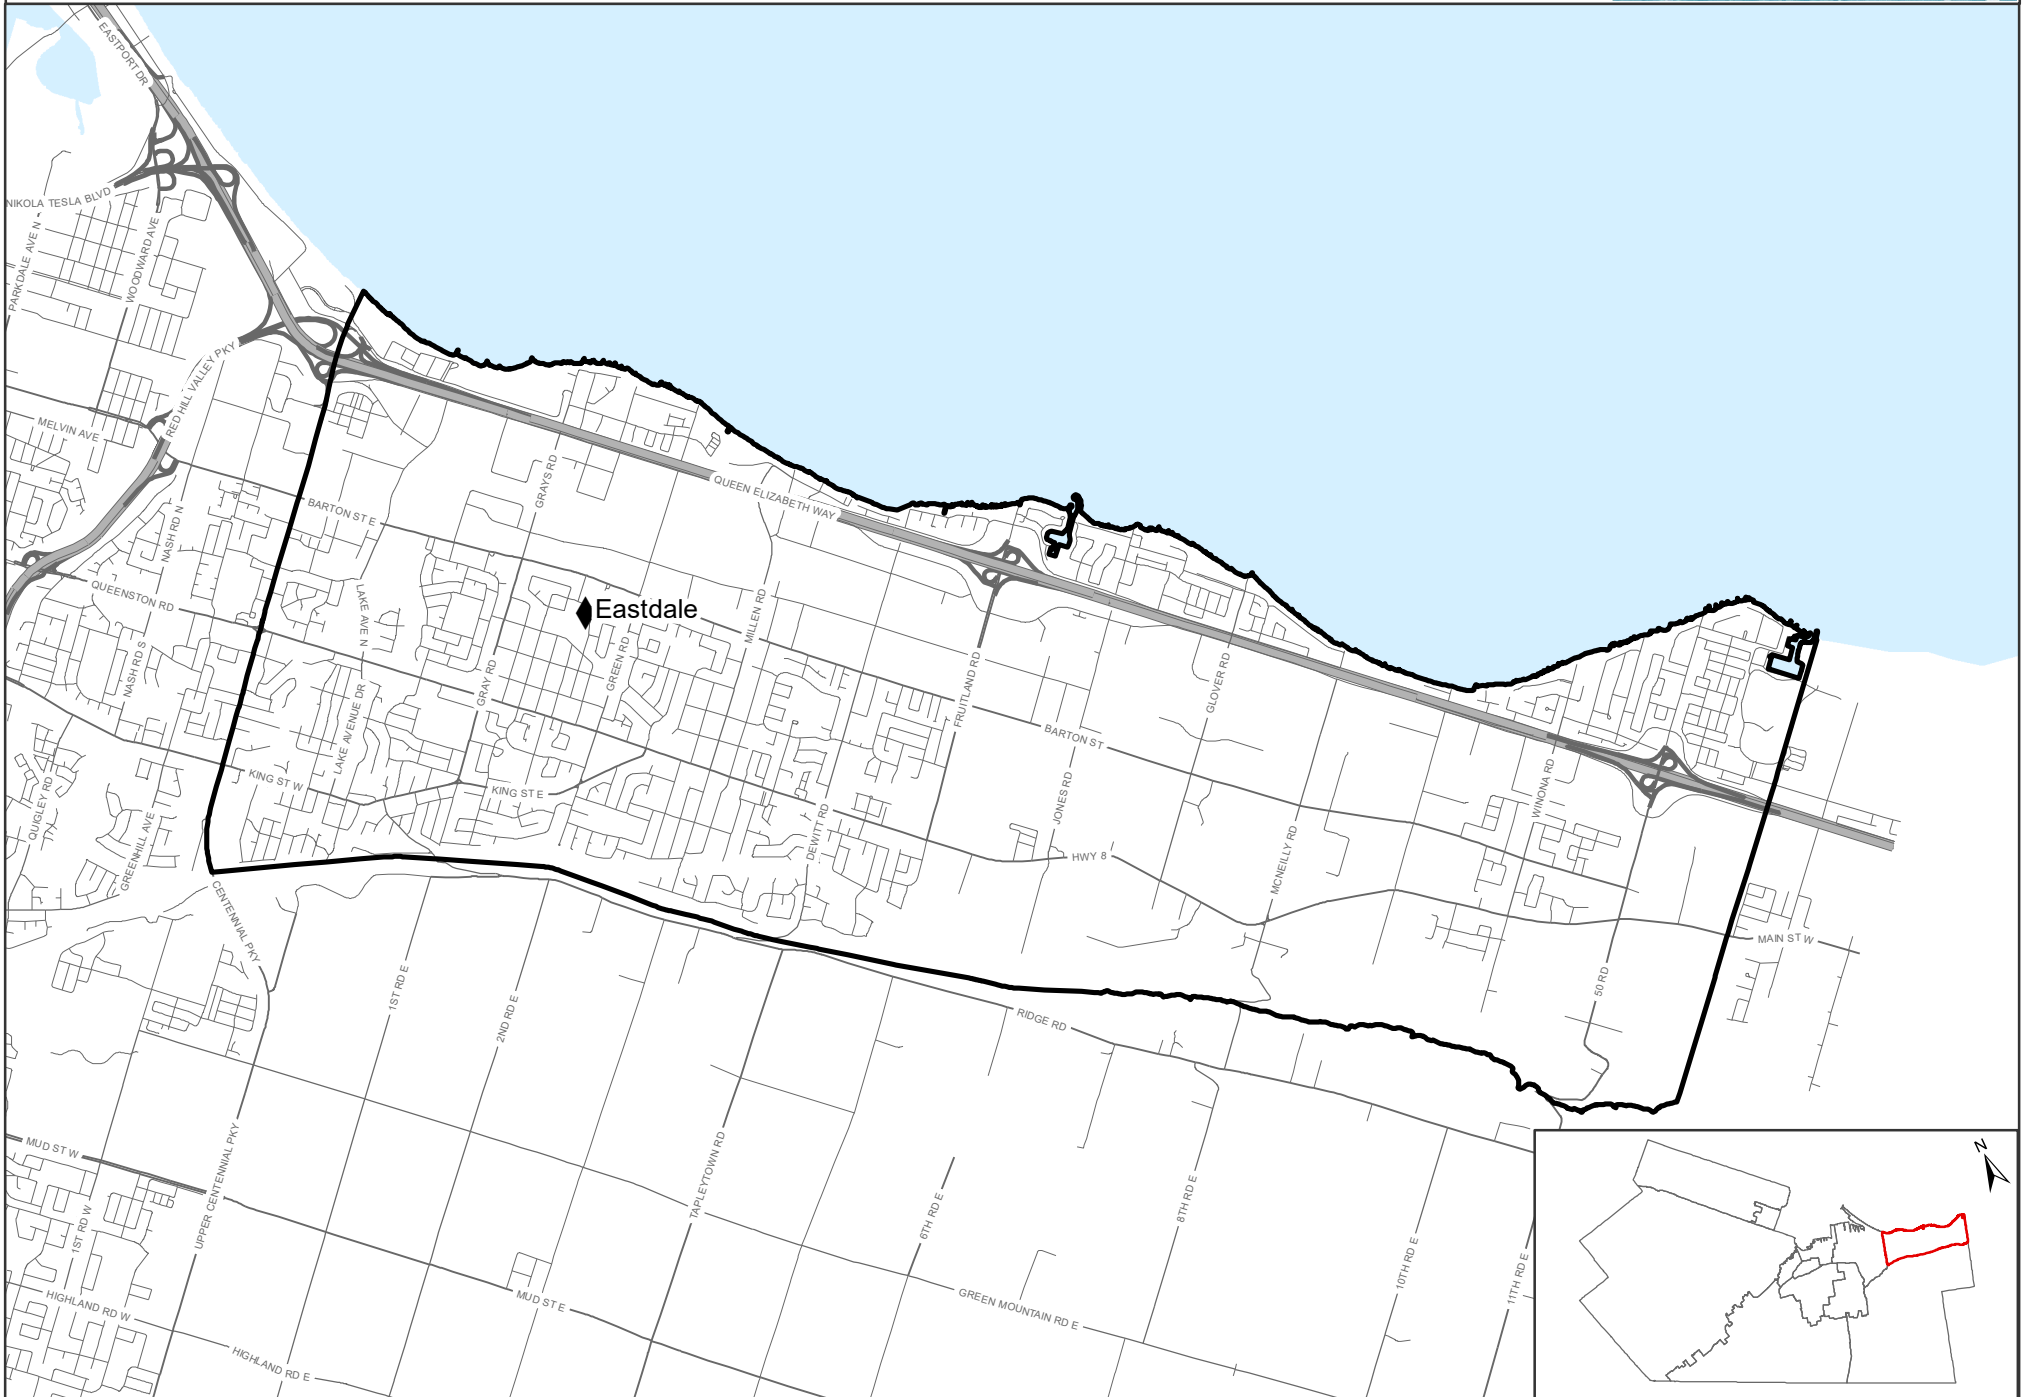 EASTPORT DR
NIKOLA TESLA BLVD
PARKDALE AVE N
WOODWARD AVE
RED HILL VALLEY PKY
MELVIN AVE
NASH RD N
BARTON ST E
GRAYS RD
QUEEN ELIZABETH WAY
QUEENSTON RD
LAKE AVE N
Eastdale
MILLEN RD
GREEN RD
NASH RD S
GRAY RD
LAKE AVENUE DR
FRUITLAND RD
GLOVER RD
BARTON ST
KING ST W
KING ST E
QUIGLEY RD
GREENHILL AVE
DEWITT RD
JONES RD
WINONA RD
HWY 8
MCNEILLY RD
CENTENNIAL PKY
MAIN ST W
50 RD
1ST RD E
2ND RD E
RIDGE RD
MUD ST W
UPPER CENTENNIAL PKY
TAPLEYTOWN RD
1ST RD W
6TH RD E
8TH RD E
10TH RD E
11TH RD E
N
HIGHLAND RD W
MUD ST E
GREEN MOUNTAIN RD E
HIGHLAND RD E